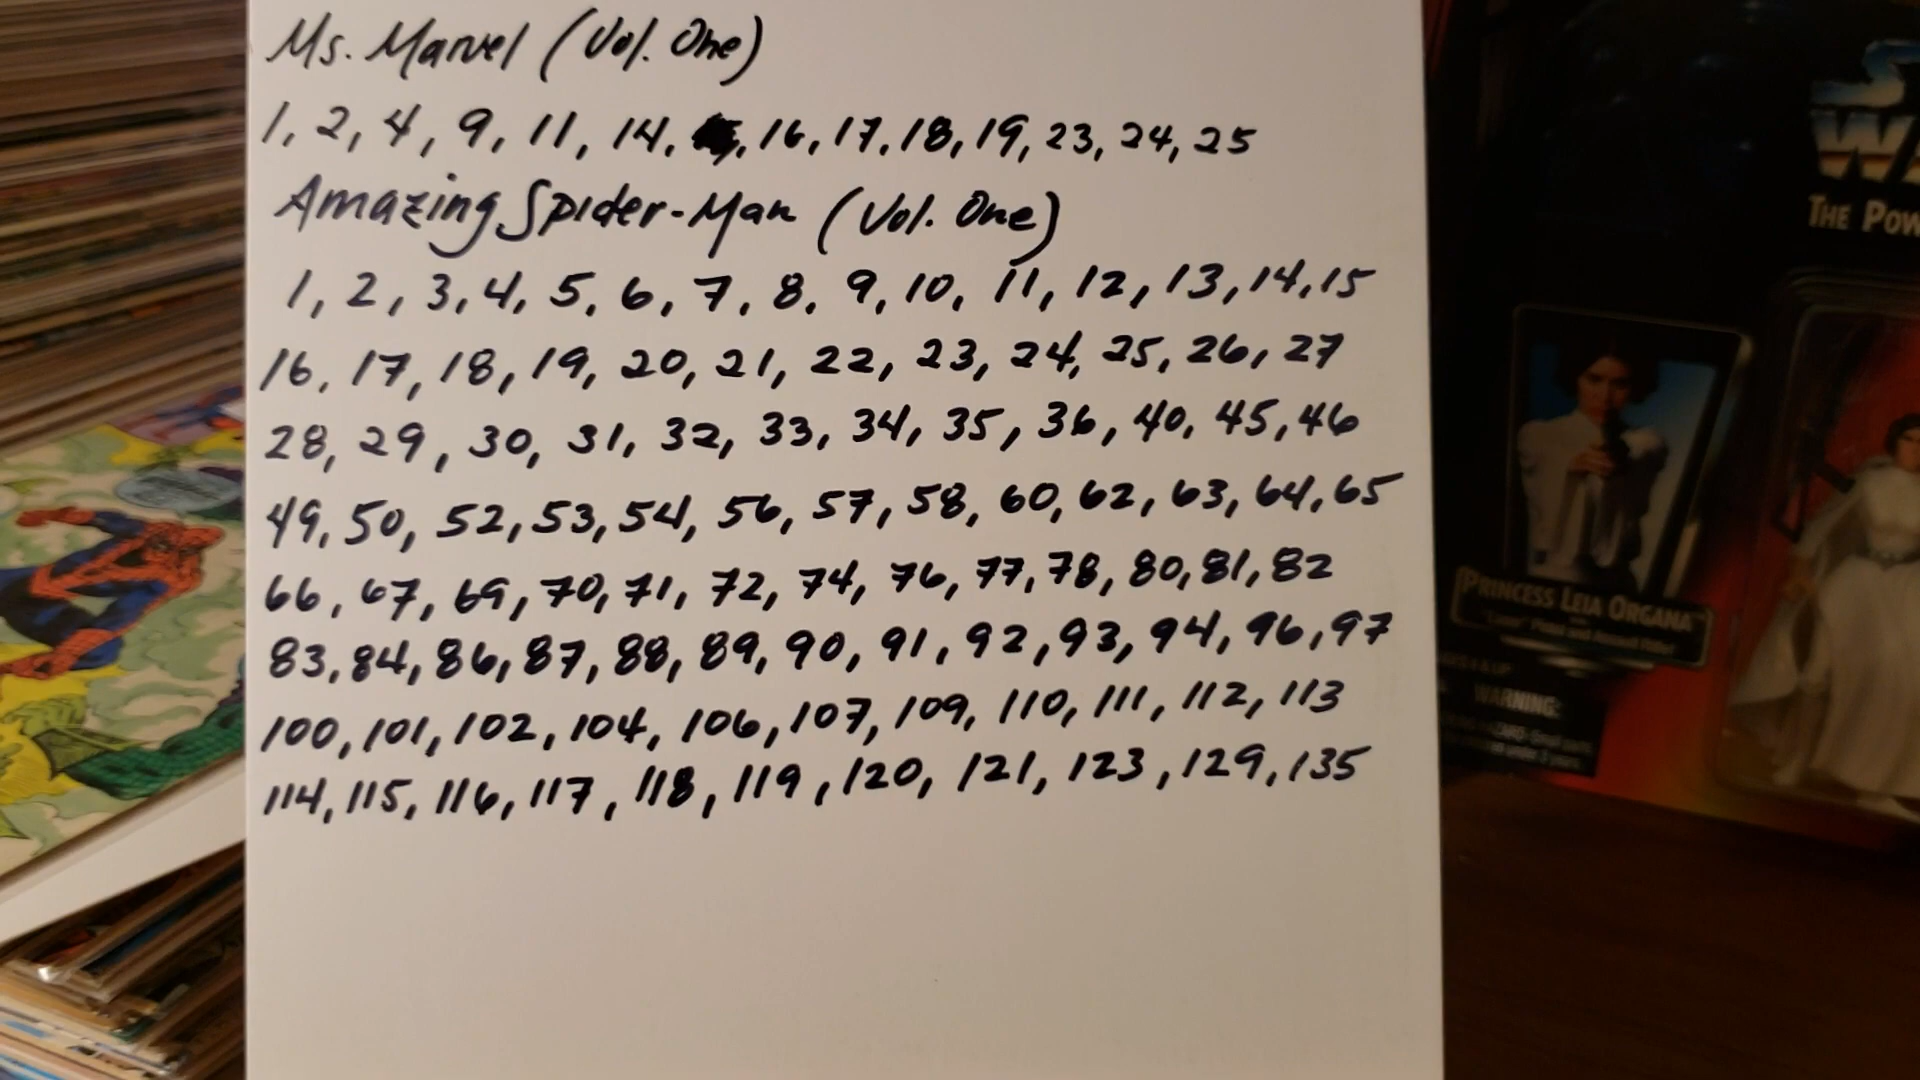 Ms. Marvel (Vol. One)
1, 2, 4, 9, 11, 14, 16, 17, 18, 19, 23, 24, 25
Amazing Spider-Man (Vol. One)
1, 2, 3, 4, 5, 6, 7, 8, 9, 10, 11, 12, 13, 14, 15
16, 17, 18, 19, 20, 21, 22, 23, 24, 25, 26, 27
28, 29, 30, 31, 32, 33, 34, 35, 36, 40, 45, 46
49, 50, 52, 53, 54, 56, 57, 58, 60, 62, 63, 64, 65
66, 67, 69, 70, 71, 72, 74, 76, 77, 78, 80, 81, 82
83, 84, 86, 87, 88, 89, 90, 91, 92, 93, 94, 96, 97
100, 101, 102, 104, 106, 107, 109, 110, 111, 112, 113
114, 115, 116, 117, 118, 119, 120, 121, 123, 129, 135
THE POW
PRINCESS LEIA ORGANA
WARNING: